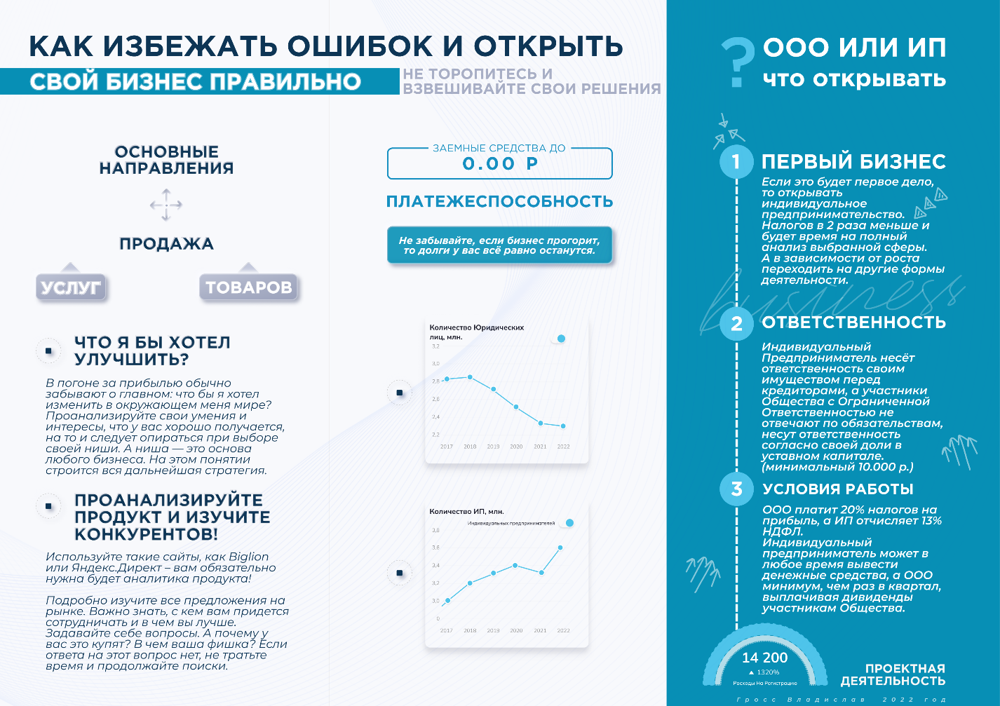 КАК ИЗБЕЖАТЬ ОШИБОК И ОТКРЫТЬ
СВОЙ БИЗНЕС ПРАВИЛЬНО
НЕ ТОРОПИТЕСЬ И
ВЗВЕШИВАЙТЕ СВОИ РЕШЕНИЯ
ОСНОВНЫЕ
НАПРАВЛЕНИЯ
ПРОДАЖА
УСЛУГ
ТОВАРОВ
ЧТО Я БЫ ХОТЕЛ
УЛУЧШИТЬ?
В погоне за прибылью обычно
забывают о главном: что бы я хотел
изменить в окружающем меня мире?
Проанализируйте свои умения и
интересы, что у вас хорошо получается,
на то и следует опираться при выборе
своей ниши. А ниша — это основа
любого бизнеса. На этом понятии
строится вся дальнейшая стратегия.
ПРОАНАЛИЗИРУЙТЕ
ПРОДУКТ И ИЗУЧИТЕ
КОНКУРЕНТОВ!
Используйте такие сайты, как Biglion
или Яндекс.Директ – вам обязательно
нужна будет аналитика продукта!
Подробно изучите все предложения на
рынке. Важно знать, с кем вам придется
сотрудничать и в чем вы лучше.
Задавайте себе вопросы. А почему у
вас это купят? В чем ваша фишка? Если
ответа на этот вопрос нет, не тратьте
время и продолжайте поиски.
ЗАЕМНЫЕ СРЕДСТВА ДО
0.00 Р
ПЛАТЕЖЕСПОСОБНОСТЬ
Не забывайте, если бизнес прогорит,
то долги у вас всё равно останутся.
Количество Юридических
лиц, млн.
3,2
3,0
2,8
2,6
2,4
2,2
2017 2018 2019 2020 2021 2022
Количество ИП, млн.
Индивидуальных предпринимателей
3,8
3,6
3,4
3,2
3,0
0
2017 2018 2019 2020 2021 2022
? ООО ИЛИ ИП
что открывать
1 ПЕРВЫЙ БИЗНЕС
Если это будет первое дело,
то открывать
индивидуальное
предпринимательство.
Налогов в 2 раза меньше и
будет время на полный
анализ выбранной сферы.
А в зависимости от роста
переходить на другие формы
деятельности.
business
2 ОТВЕТСТВЕННОСТЬ
Индивидуальный
Предприниматель несёт
ответственность своим
имуществом перед
кредиторами, а участники
Общества с Ограниченной
Ответственностью не
отвечают по обязательствам,
несут ответственность
согласно своей доли в
уставном капитале.
(минимальный 10.000 р.)
3 УСЛОВИЯ РАБОТЫ
ООО платит 20% налогов на
прибыль, а ИП отчисляет 13%
НДФЛ.
Индивидуальный
предприниматель может в
любое время вывести
денежные средства, а ООО
минимум, чем раз в квартал,
выплачивая дивиденды
участникам Общества.
14 200
1320%
Расходы На Регистрацию
ПРОЕКТНАЯ
ДЕЯТЕЛЬНОСТЬ
Гросс Владислав 2022 год